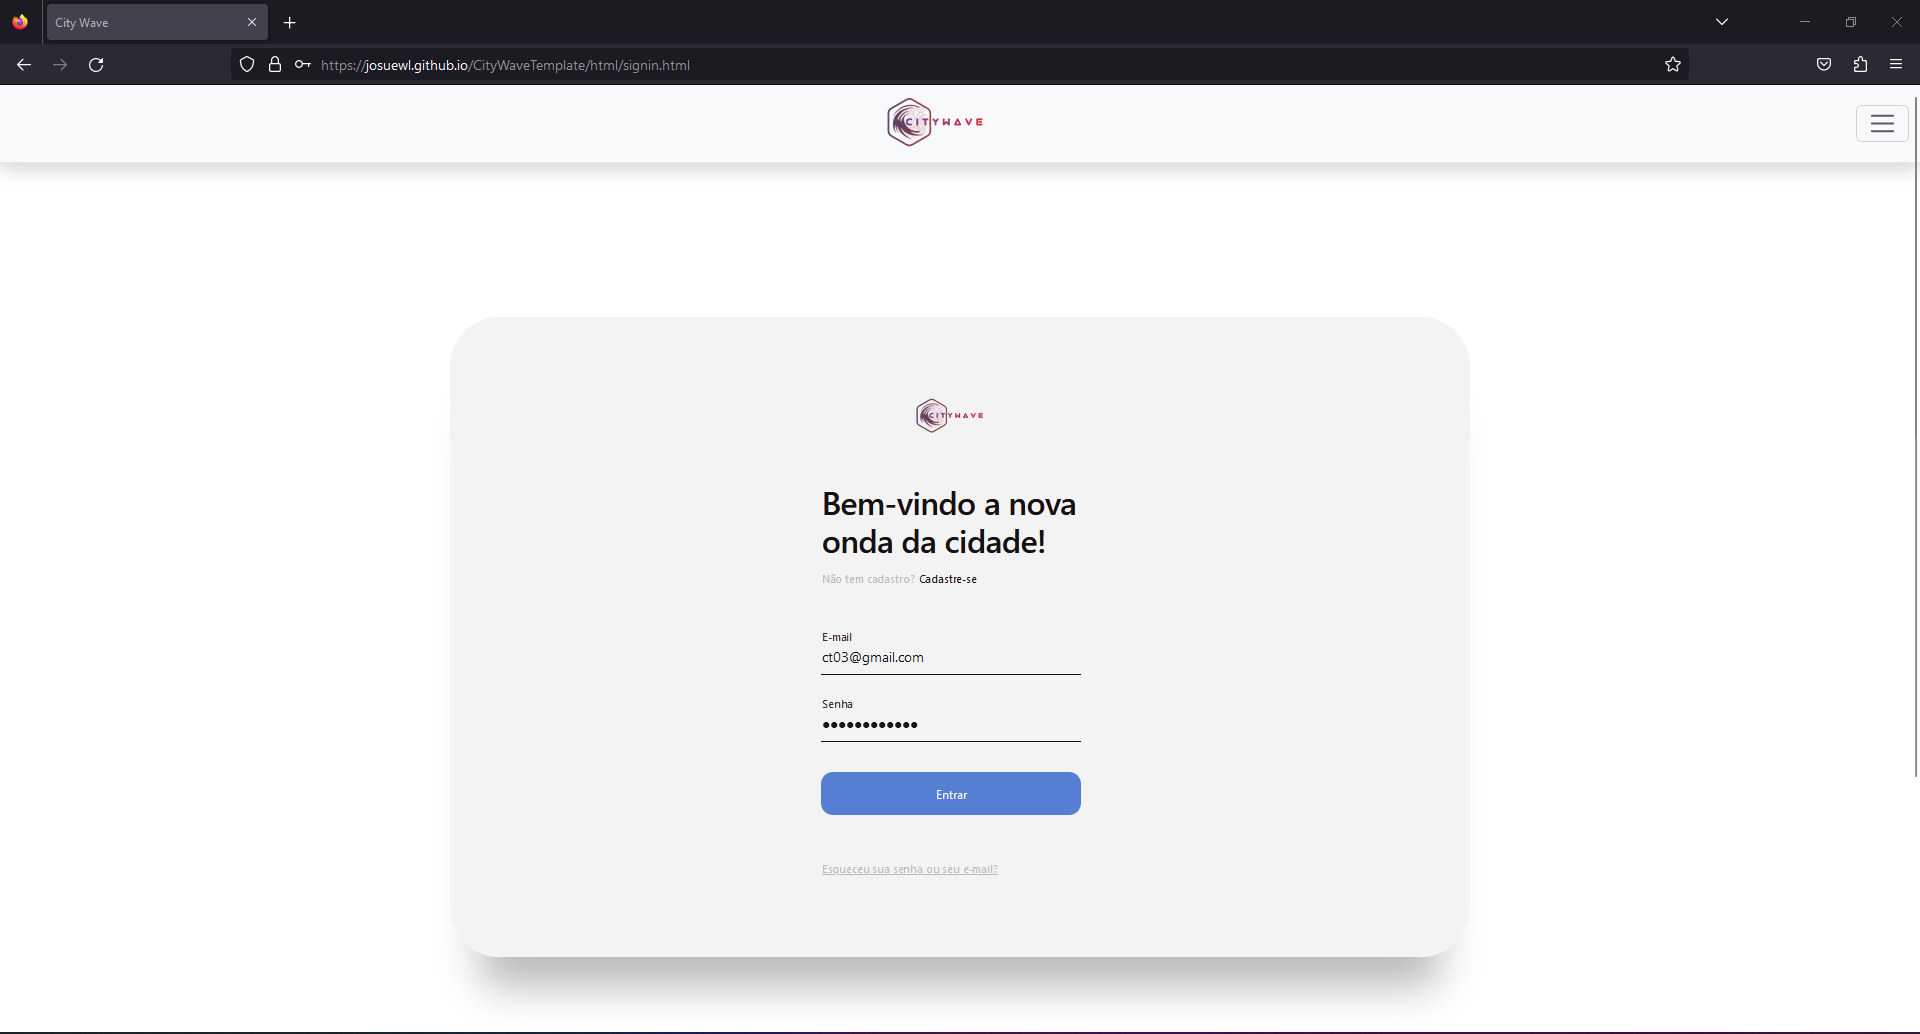 City Wave
https://josuewl.github.io/CityWaveTemplate/html/signin.html
CITYWAVE
CITYWAVE
Bem-vindo a nova
onda da cidade!
Não tem cadastro? Cadastre-se
E-mail
ct03@gmail.com
Senha
●●●●●●●●●●●●
Entrar
Esqueceu sua senha ou seu e-mail?